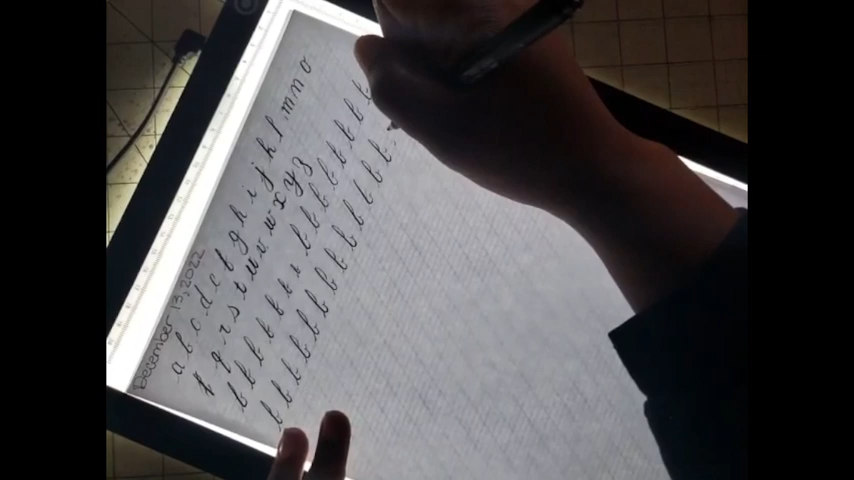 December 13, 2022
a b c d e f g h i j k l m n o
p q r s t u v w x y z
b b b b b b b b b b b b b
b b b b b b b b b b b b b